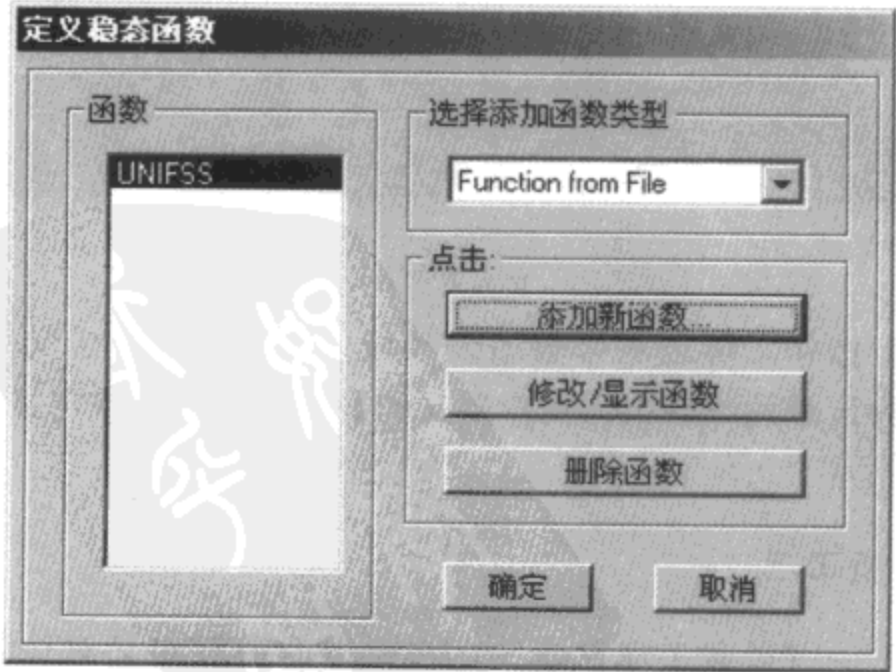 定义稳态函数
函数
UNIFSS
选择添加函数类型
Function from File
点击:
添加新函数...
修改/显示函数
删除函数
确定
取消